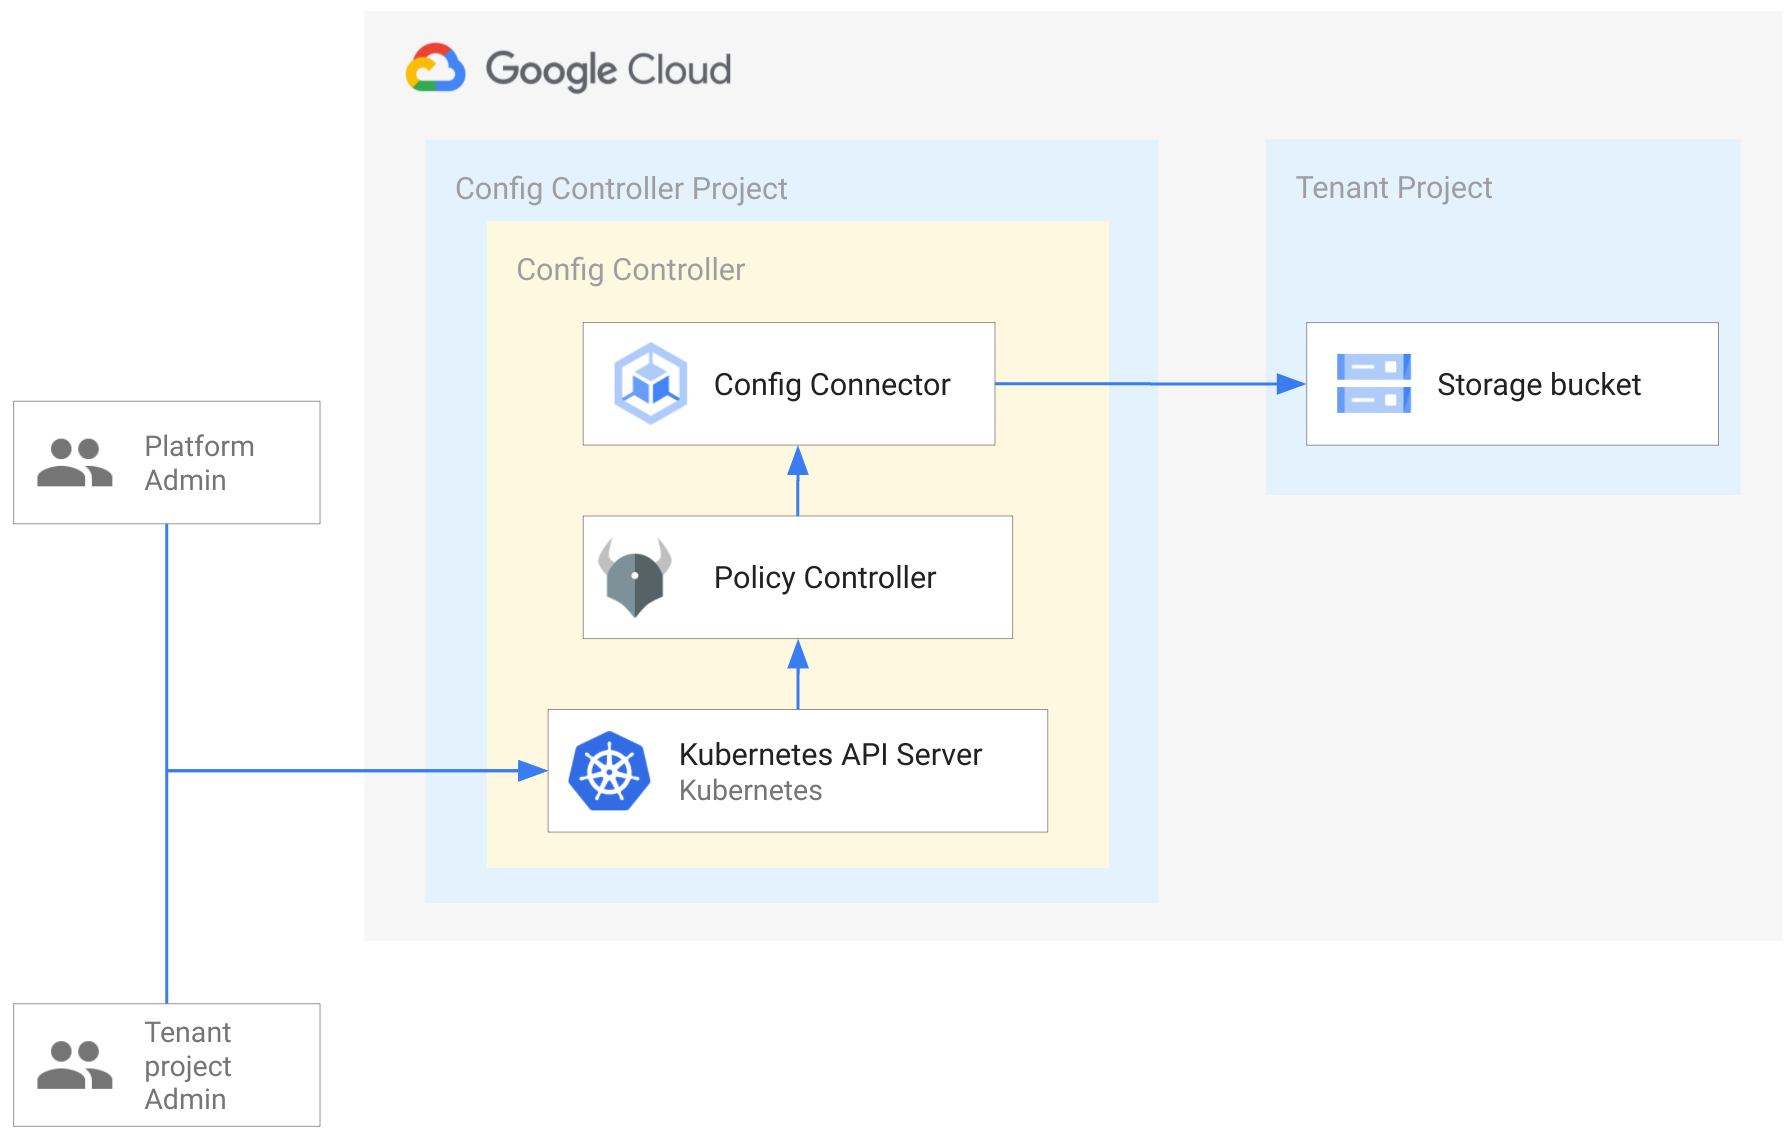 Google Cloud
Config Controller Project
Tenant Project
Config Controller
Config Connector
Storage bucket
Platform
Admin
Policy Controller
Kubernetes API Server
Kubernetes
Tenant
project
Admin